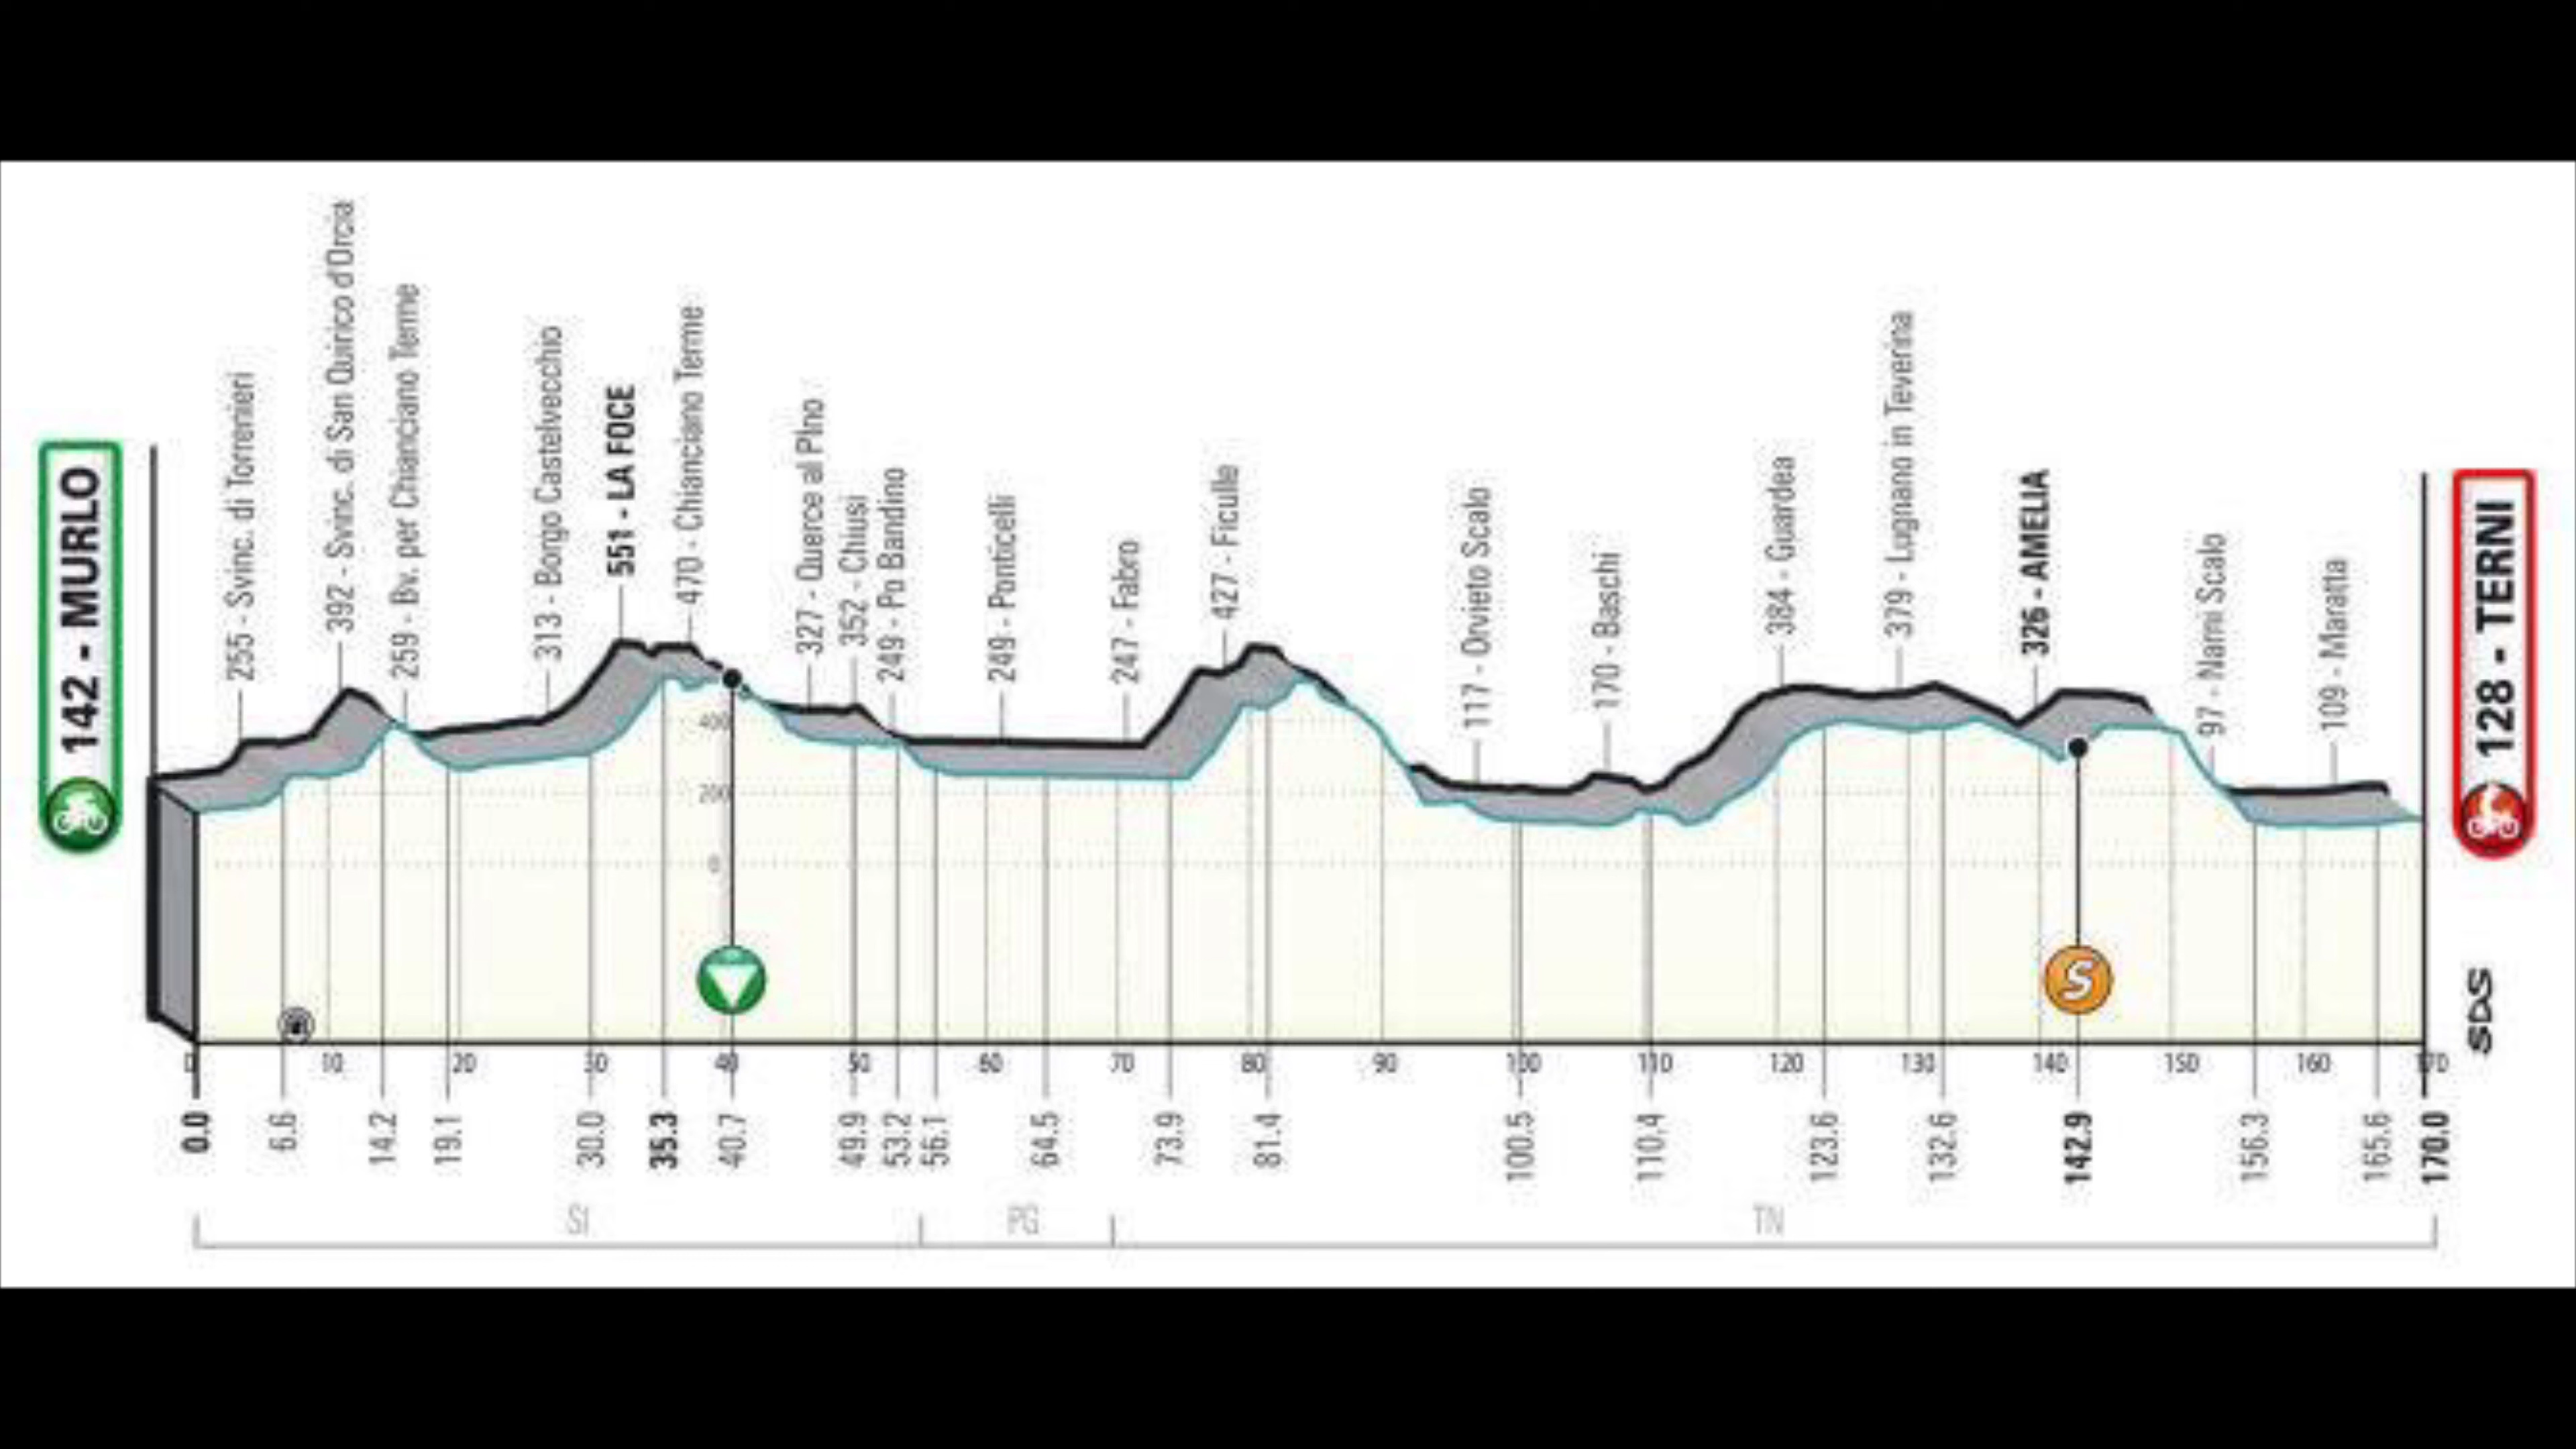 142 - MURLO
255 - Svinc. di Torrenieri
392 - Svinc. di San Quirico d'Orcia
259 - Bv. per Chianciano Terme
313 - Borgo Castelvecchio
551 - LA FOCE
470 - Chianciano Terme
327 - Querce al PIno
352 - Chiusi
249 - Po Bandino
249 - Ponticelli
247 - Fabro
427 - Ficulle
117 - Orvieto Scalo
170 - Baschi
384 - Guardea
379 - Lugnano in Teverina
326 - AMELIA
97 - Narni Scalo
109 - Maratta
128 - TERNI
400
200
0
S
SDS
0 10 20 30 40 50 60 70 80 90 100 110 120 130 140 150 160 170
0.0 6.6 14.2 19.1 30.0 35.3 40.7 49.9 53.2 56.1 64.5 73.9 81.4 100.5 110.4 123.6 132.6 142.9 156.3 165.6 170.0
SI PG TN